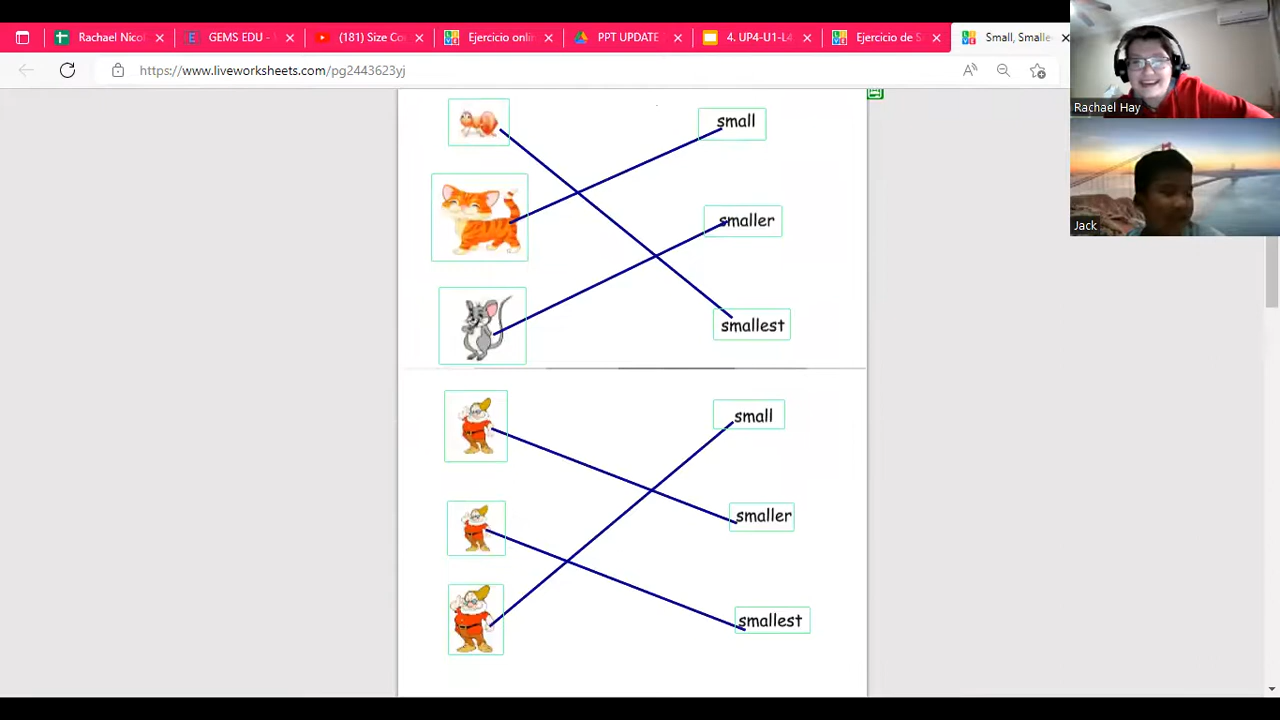 Rachael Nicol
GEMS EDU -
(181) Size Co
Ejercicio onlin
PPT UPDATE
4. UP4-U1-L4
Ejercicio de S
Small, Smalle
https://www.liveworksheets.com/pg2443623yj
Rachael Hay
Jack
small
smaller
smallest
small
smaller
smallest